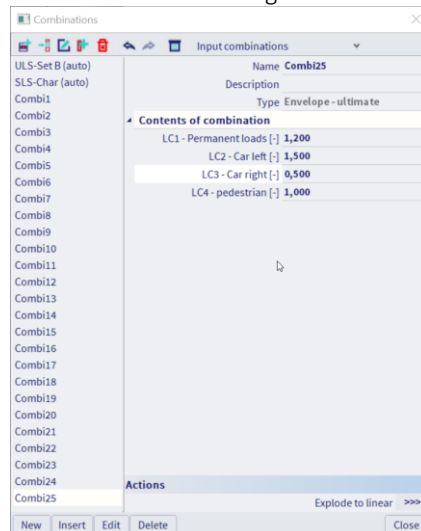 Combinations
Input combinations
ULS-Set B (auto)
SLS-Char (auto)
Combi1
Combi2
Combi3
Combi4
Combi5
Combi6
Combi7
Combi8
Combi9
Combi10
Combi11
Combi12
Combi13
Combi14
Combi15
Combi16
Combi17
Combi18
Combi19
Combi20
Combi21
Combi22
Combi23
Combi24
Combi25
Name Combi25
Description
Type Envelope - ultimate
Contents of combination
LC1 - Permanent loads [-] 1,200
LC2 - Car left [-] 1,500
LC3 - Car right [-] 0,500
LC4 - pedestrian [-] 1,000
Actions
Explode to linear >>>
New Insert Edit Delete Close